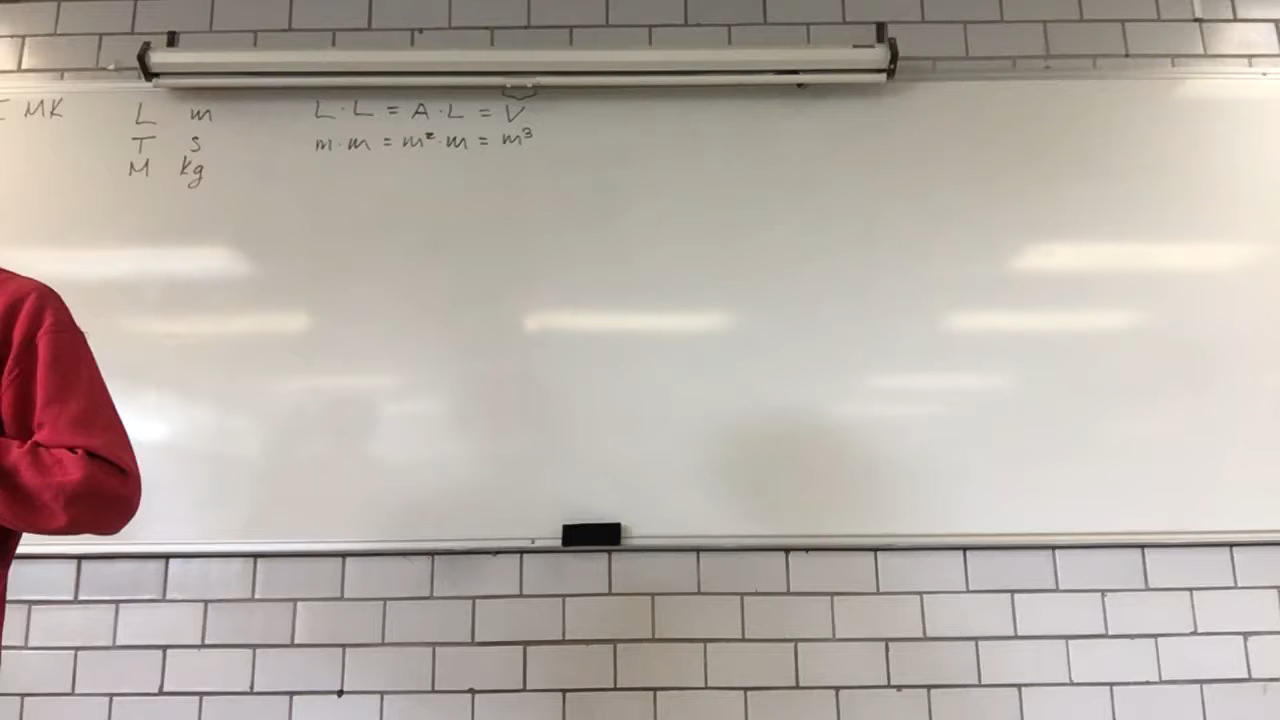 MK
L m
T s
M kg
L · L = A · L = V
m · m = m² · m = m³